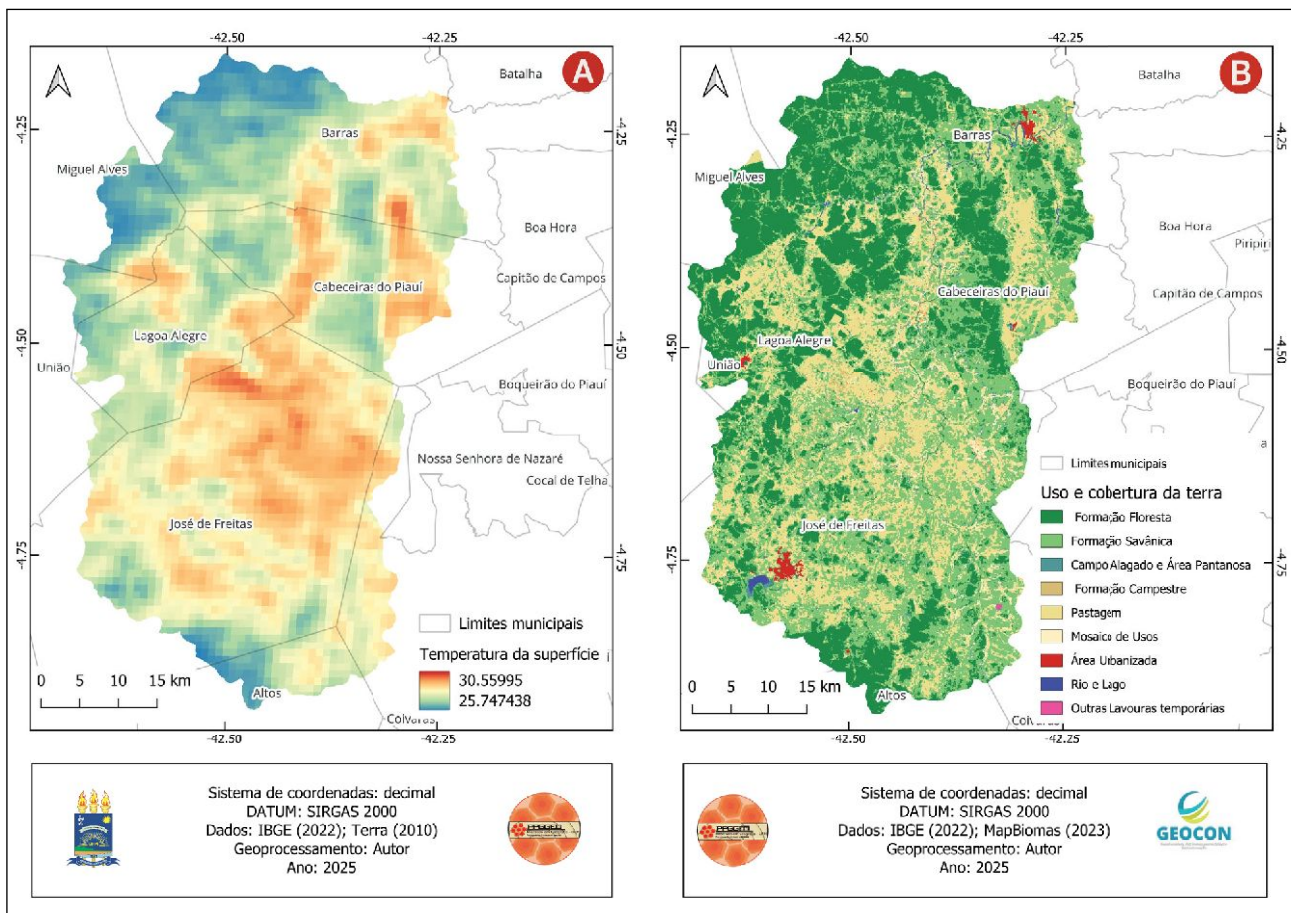 A
-42.50
-42.25
Batalha
-4.25
Barras
-4.25
Miguel Alves
Boa Hora
Capitão de Campos
Cabeceiras do Piauí
Lagoa Alegre
-4.50
-4.50
União
Boqueirão do Piauí
Nossa Senhora de Nazaré
Cocal de Telha
José de Freitas
-4.75
-4.75
Limites municipais
Temperatura da superfície
30.55995
25.747438
0 5 10 15 km
Altos
Coivaras
-42.50
-42.25
Sistema de coordenadas: decimal
DATUM: SIRGAS 2000
Dados: IBGE (2022); Terra (2010)
Geoprocessamento: Autor
Ano: 2025
B
-42.50
-42.25
Batalha
-4.25
Barras
-4.25
Miguel Alves
Boa Hora
Piripiri
Capitão de Campos
Cabeceiras do Piauí
Lagoa Alegre
-4.50
-4.50
União
Boqueirão do Piauí
Limites municipais
Uso e cobertura da terra
Formação Floresta
Formação Savânica
Campo Alagado e Área Pantanosa
Formação Campestre
Pastagem
Mosaico de Usos
Área Urbanizada
Rio e Lago
Outras Lavouras temporárias
José de Freitas
-4.75
-4.75
0 5 10 15 km
Altos
-42.50
-42.25
Sistema de coordenadas: decimal
DATUM: SIRGAS 2000
Dados: IBGE (2022); MapBiomas (2023)
Geoprocessamento: Autor
Ano: 2025
GEOCON